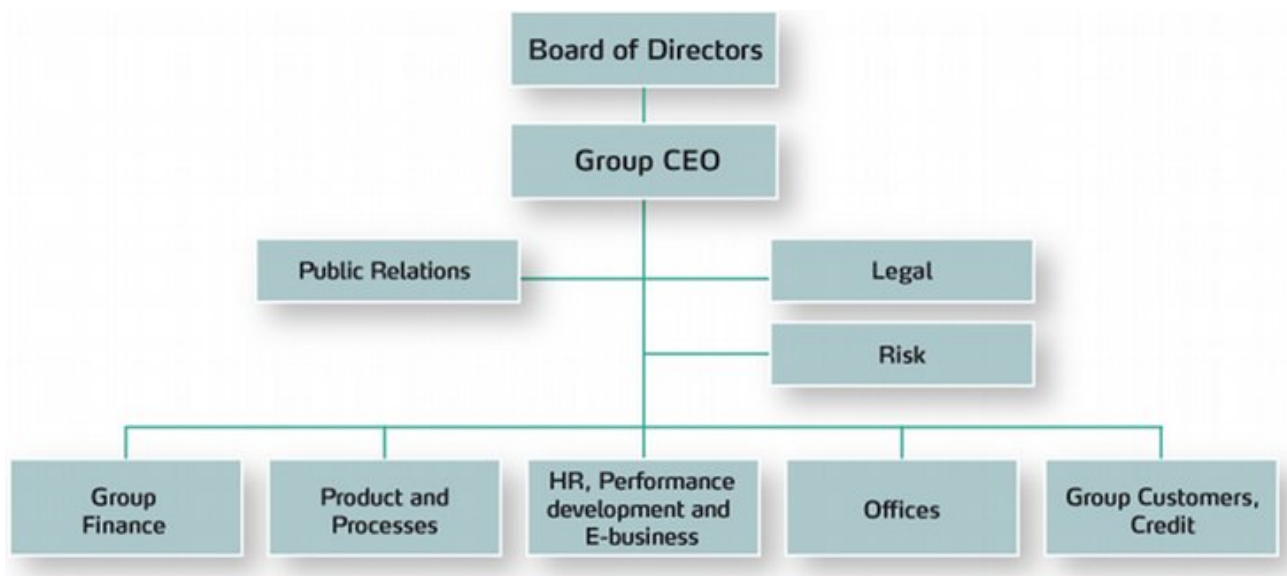 Board of Directors
Group CEO
Public Relations
Legal
Risk
Group
Finance
Product and
Processes
HR, Performance
development and
E-business
Offices
Group Customers,
Credit